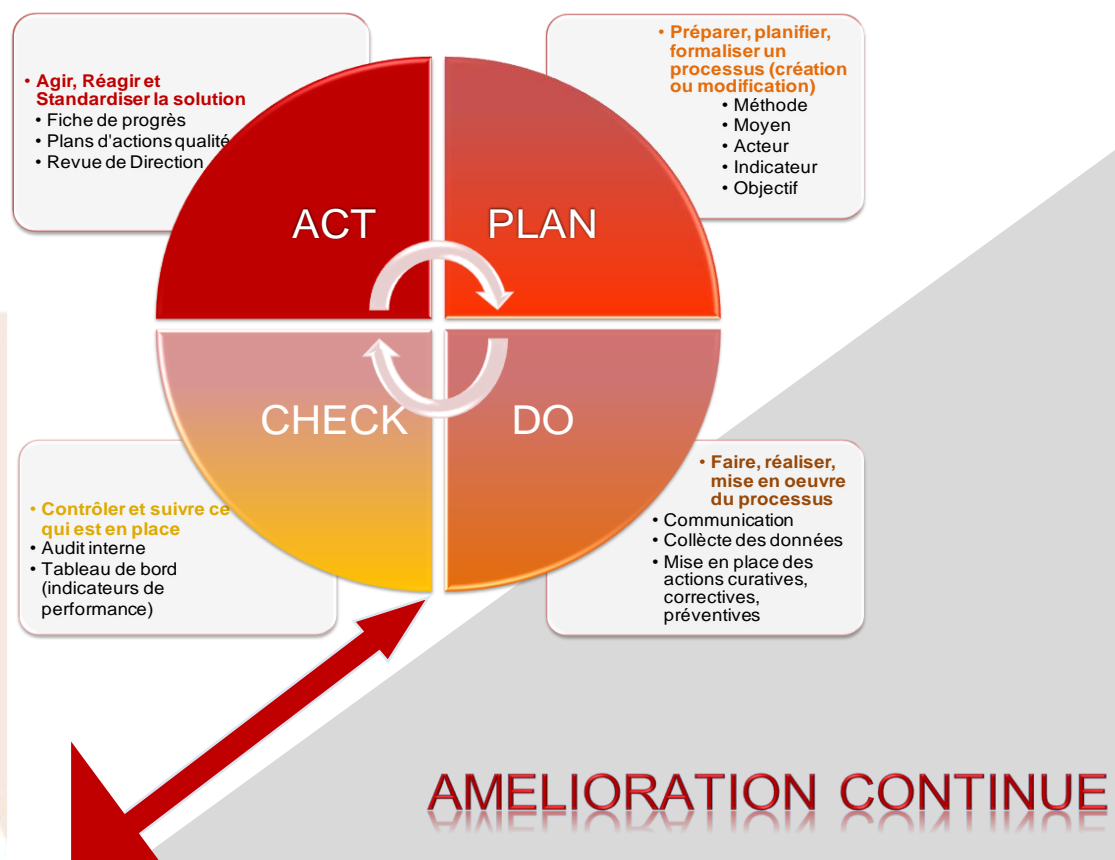 • Agir, Réagir et
Standardiser la solution
• Fiche de progrès
• Plans d'actions qualité
• Revue de Direction
• Préparer, planifier,
formaliser un
processus (création
ou modification)
• Méthode
• Moyen
• Acteur
• Indicateur
• Objectif
ACT
PLAN
CHECK
DO
• Contrôler et suivre ce
qui est en place
• Audit interne
• Tableau de bord
(indicateurs de
performance)
• Faire, réaliser,
mise en oeuvre
du processus
• Communication
• Collècte des données
• Mise en place des
actions curatives,
correctives,
préventives
AMELIORATION CONTINUE